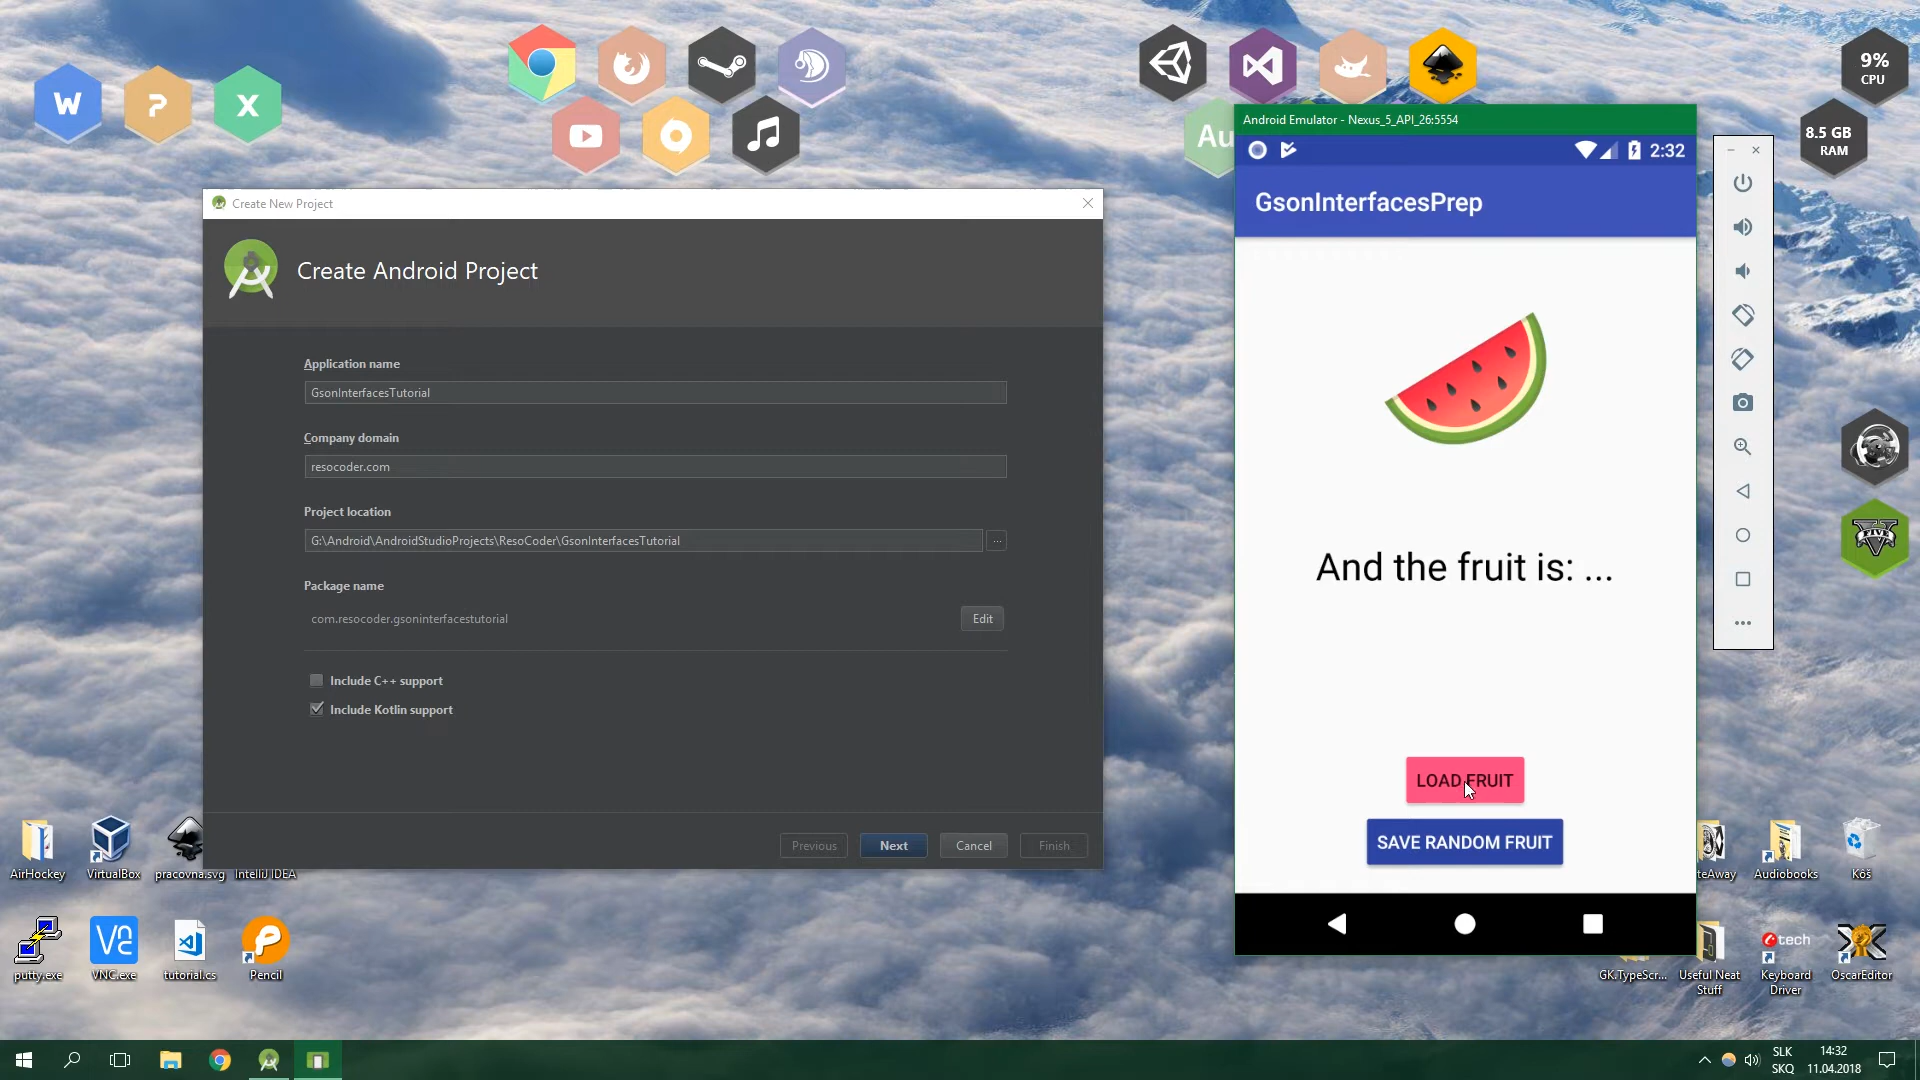 9%
CPU
8.5 GB
RAM
W
P
X
Au
Android Emulator - Nexus_5_API_26:5554
2:32
GsonInterfacesPrep
And the fruit is: ...
LOAD FRUIT
SAVE RANDOM FRUIT
Create New Project
Create Android Project
Application name
GsonInterfacesTutorial
Company domain
resocoder.com
Project location
G:\Android\AndroidStudioProjects\ResoCoder\GsonInterfacesTutorial
...
Package name
com.resocoder.gsoninterfacestutorial
Edit
Include C++ support
Include Kotlin support
Previous
Next
Cancel
Finish
FIVE
AirHockey
VirtualBox
pracovna.svg
IntelliJ IDEA
teAway
Audiobooks
Kôš
putty.exe
VNC.exe
tutorial.cs
Pencil
GK.TypeScr...
Useful Neat
Stuff
tech
Keyboard
Driver
OscarEditor
SLK
SKQ
14:32
11.04.2018